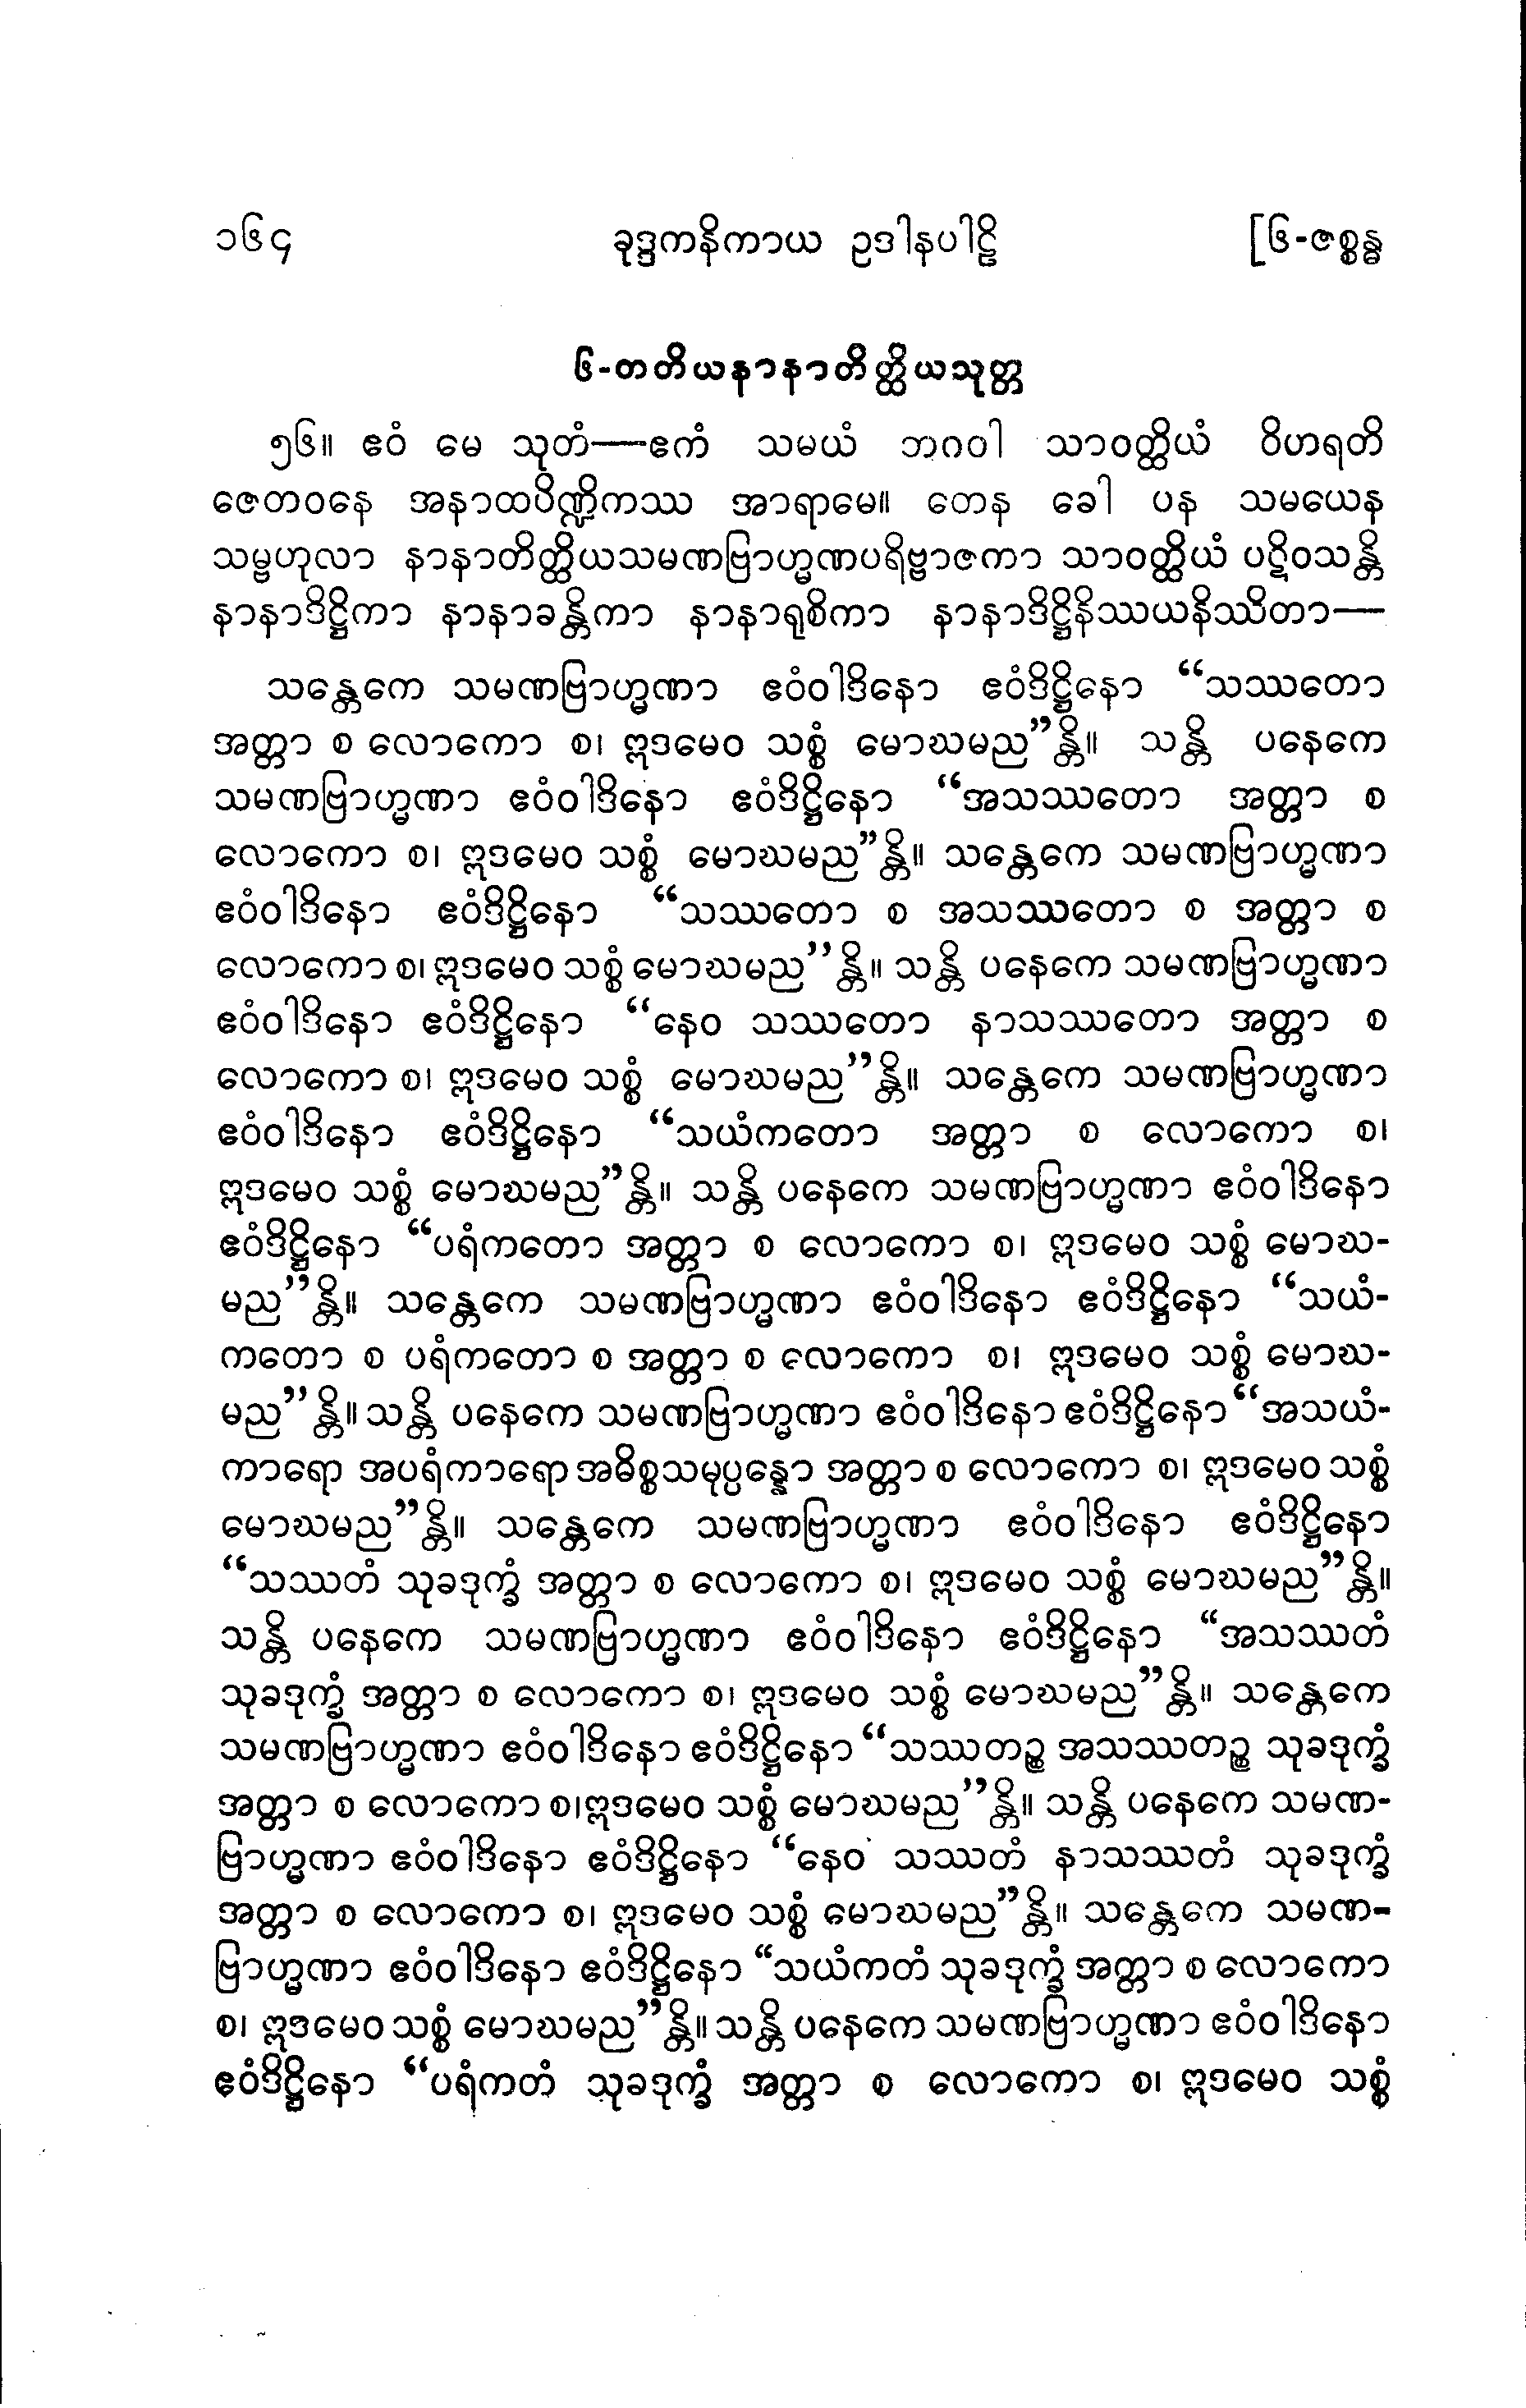 ၁၆၄ ခုဒ္ဒကနိကာယ ဥဒါနပါဠိ [၆-ဇစ္စန္ဓ
၆-တတိယနာနာတိတ္ထိယသုတ္တ
၅၆။ ဧဝံ မေ သုတံ—ဧကံ သမယံ ဘဂဝါ သာဝတ္ထိယံ ဝိဟရတိ
ဇေတဝနေ အနာထပိဏ္ဍိကဿ အာရာမေ။ တေန ခေါ ပန သမယေန
သမ္ဗဟုလာ နာနာတိတ္ထိယသမဏဗြာဟ္မဏပရိဗ္ဗာဇကာ သာဝတ္ထိယံ ပဋိဝသန္တိ
နာနာဒိဋ္ဌိကာ နာနာခန္တိကာ နာနာရုစိကာ နာနာဒိဋ္ဌိနိဿယနိဿိတာ—
သန္တေကေ သမဏဗြာဟ္မဏာ ဧဝံဝါဒိနော ဧဝံဒိဋ္ဌိနော “သဿတော
အတ္တာ စ လောကော စ၊ ဣဒမေဝ သစ္စံ မောဃမည”န္တိ။ သန္တိ ပနေကေ
သမဏဗြာဟ္မဏာ ဧဝံဝါဒိနော ဧဝံဒိဋ္ဌိနော “အသဿတော အတ္တာ စ
လောကော စ၊ ဣဒမေဝ သစ္စံ မောဃမည”န္တိ။ သန္တေကေ သမဏဗြာဟ္မဏာ
ဧဝံဝါဒိနော ဧဝံဒိဋ္ဌိနော “သဿတော စ အသဿတော စ အတ္တာ စ
လောကော စ၊ ဣဒမေဝ သစ္စံ မောဃမည”န္တိ။ သန္တိ ပနေကေ သမဏဗြာဟ္မဏာ
ဧဝံဝါဒိနော ဧဝံဒိဋ္ဌိနော “နေဝ သဿတော နာသဿတော အတ္တာ စ
လောကော စ၊ ဣဒမေဝ သစ္စံ မောဃမည”န္တိ။ သန္တေကေ သမဏဗြာဟ္မဏာ
ဧဝံဝါဒိနော ဧဝံဒိဋ္ဌိနော “သယံကတော အတ္တာ စ လောကော စ၊
ဣဒမေဝ သစ္စံ မောဃမည”န္တိ။ သန္တိ ပနေကေ သမဏဗြာဟ္မဏာ ဧဝံဝါဒိနော
ဧဝံဒိဋ္ဌိနော “ပရံကတော အတ္တာ စ လောကော စ၊ ဣဒမေဝ သစ္စံ မောဃ-
မည”န္တိ။ သန္တေကေ သမဏဗြာဟ္မဏာ ဧဝံဝါဒိနော ဧဝံဒိဋ္ဌိနော “သယံ-
ကတော စ ပရံကတော စ အတ္တာ စ လောကော စ၊ ဣဒမေဝ သစ္စံ မောဃ-
မည”န္တိ။ သန္တိ ပနေကေ သမဏဗြာဟ္မဏာ ဧဝံဝါဒိနော ဧဝံဒိဋ္ဌိနော “အသယံ-
ကာရော အပရံကာရော အဓိစ္စသမုပ္ပန္နော အတ္တာ စ လောကော စ၊ ဣဒမေဝ သစ္စံ
မောဃမည”န္တိ။ သန္တေကေ သမဏဗြာဟ္မဏာ ဧဝံဝါဒိနော ဧဝံဒိဋ္ဌိနော
“သဿတံ သုခဒုက္ခံ အတ္တာ စ လောကော စ၊ ဣဒမေဝ သစ္စံ မောဃမည”န္တိ။
သန္တိ ပနေကေ သမဏဗြာဟ္မဏာ ဧဝံဝါဒိနော ဧဝံဒိဋ္ဌိနော “အသဿတံ
သုခဒုက္ခံ အတ္တာ စ လောကော စ၊ ဣဒမေဝ သစ္စံ မောဃမည”န္တိ။ သန္တေကေ
သမဏဗြာဟ္မဏာ ဧဝံဝါဒိနော ဧဝံဒိဋ္ဌိနော “သဿတဉ္စ အသဿတဉ္စ သုခဒုက္ခံ
အတ္တာ စ လောကော စ၊ဣဒမေဝ သစ္စံ မောဃမည”န္တိ။ သန္တိ ပနေကေ သမဏ-
ဗြာဟ္မဏာ ဧဝံဝါဒိနော ဧဝံဒိဋ္ဌိနော “နေဝ သဿတံ နာသဿတံ သုခဒုက္ခံ
အတ္တာ စ လောကော စ၊ ဣဒမေဝ သစ္စံ မောဃမည”န္တိ။ သန္တေကေ သမဏ-
ဗြာဟ္မဏာ ဧဝံဝါဒိနော ဧဝံဒိဋ္ဌိနော “သယံကတံ သုခဒုက္ခံ အတ္တာ စ လောကော
စ၊ ဣဒမေဝ သစ္စံ မောဃမည”န္တိ။ သန္တိ ပနေကေ သမဏဗြာဟ္မဏာ ဧဝံဝါဒိနော
ဧဝံဒိဋ္ဌိနော “ပရံကတံ သုခဒုက္ခံ အတ္တာ စ လောကော စ၊ ဣဒမေဝ သစ္စံ